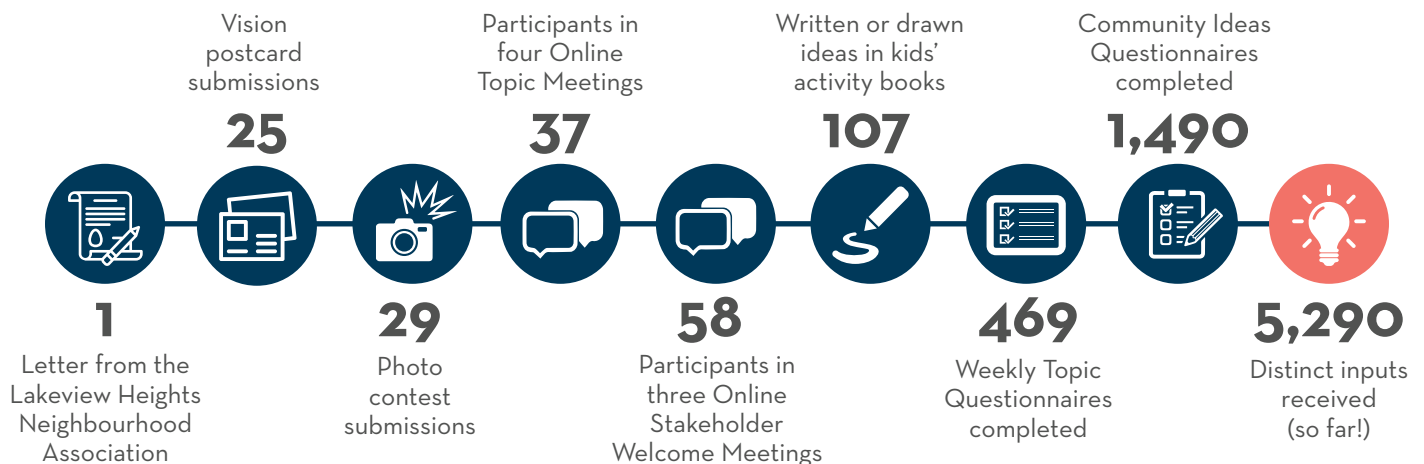 1
Letter from the
Lakeview Heights
Neighbourhood
Association
Vision
postcard
submissions
25
29
Photo
contest
submissions
Participants in
four Online
Topic Meetings
37
58
Participants in
three Online
Stakeholder
Welcome Meetings
Written or drawn
ideas in kids’
activity books
107
469
Weekly Topic
Questionnaires
completed
Community Ideas
Questionnaires
completed
1,490
5,290
Distinct inputs
received
(so far!)